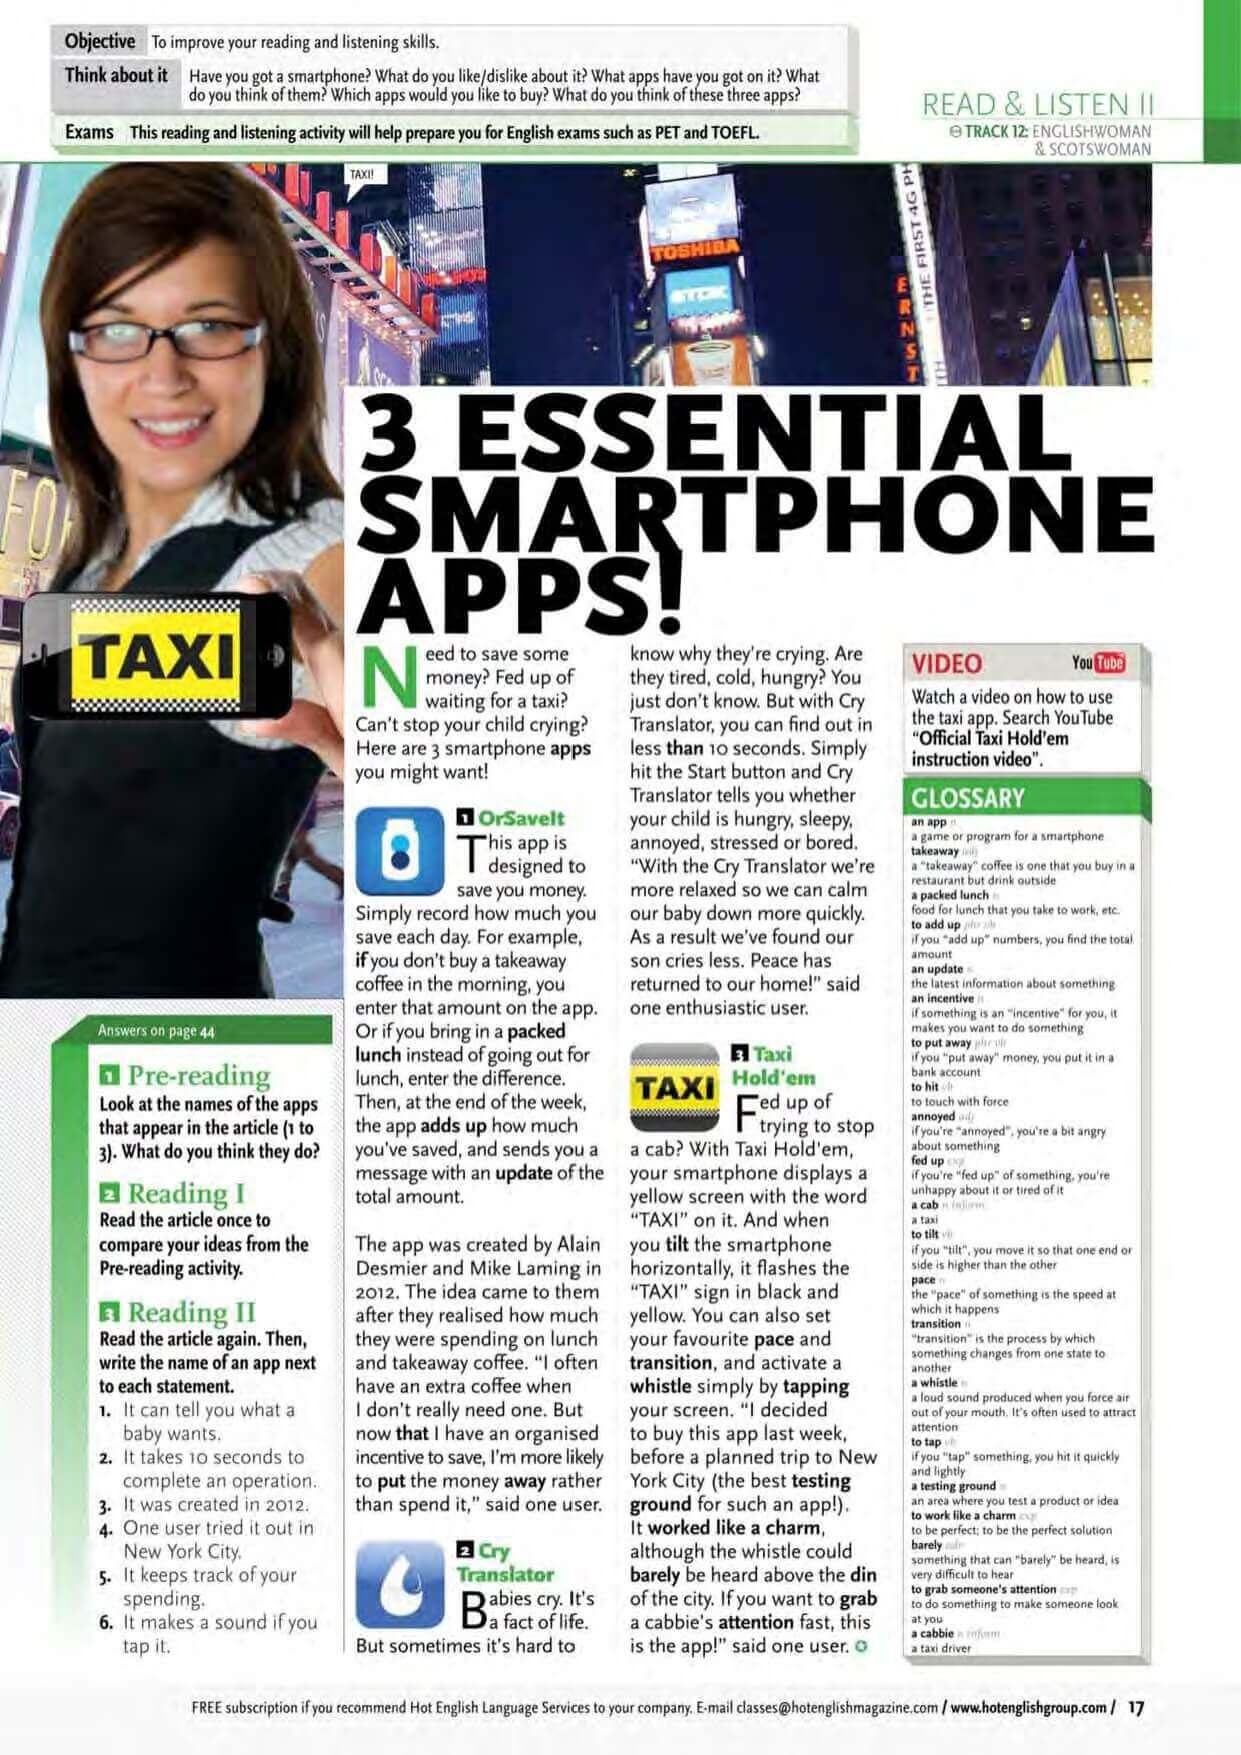 Objective To improve your reading and listening skills.
Think about it Have you got a smartphone? What do you like/dislike about it? What apps have you got on it? What
do you think of them? Which apps would you like to buy? What do you think of these three apps?
Exams This reading and listening activity will help prepare you for English exams such as PET and TOEFL.
READ & LISTEN II
TRACK 12: ENGLISHWOMAN
& SCOTSWOMAN
TAXI!
TOSHIBA
TDK
THE FIRST 4G PH
ERNST
TAXI
3 ESSENTIAL
SMARTPHONE
APPS!
Need to save some
money? Fed up of
waiting for a taxi?
Can't stop your child crying?
Here are 3 smartphone apps
you might want!
1 OrSaveIt
This app is
designed to
save you money.
Simply record how much you
save each day. For example,
if you don't buy a takeaway
coffee in the morning, you
enter that amount on the app.
Or if you bring in a packed
lunch instead of going out for
lunch, enter the difference.
Then, at the end of the week,
the app adds up how much
you've saved, and sends you a
message with an update of the
total amount.
The app was created by Alain
Desmier and Mike Laming in
2012. The idea came to them
after they realised how much
they were spending on lunch
and takeaway coffee. "I often
have an extra coffee when
I don't really need one. But
now that I have an organised
incentive to save, I'm more likely
to put the money away rather
than spend it," said one user.
2 Cry
Translator
Babies cry. It's
a fact of life.
But sometimes it's hard to
know why they're crying. Are
they tired, cold, hungry? You
just don't know. But with Cry
Translator, you can find out in
less than 10 seconds. Simply
hit the Start button and Cry
Translator tells you whether
your child is hungry, sleepy,
annoyed, stressed or bored.
"With the Cry Translator we're
more relaxed so we can calm
our baby down more quickly.
As a result we've found our
son cries less. Peace has
returned to our home!" said
one enthusiastic user.
TAXI
3 Taxi
Hold'em
Fed up of
trying to stop
a cab? With Taxi Hold'em,
your smartphone displays a
yellow screen with the word
"TAXI" on it. And when
you tilt the smartphone
horizontally, it flashes the
"TAXI" sign in black and
yellow. You can also set
your favourite pace and
transition, and activate a
whistle simply by tapping
your screen. "I decided
to buy this app last week,
before a planned trip to New
York City (the best testing
ground for such an app!).
It worked like a charm,
although the whistle could
barely be heard above the din
of the city. If you want to grab
a cabbie's attention fast, this
is the app!" said one user.
VIDEO YouTube
Watch a video on how to use
the taxi app. Search YouTube
"Official Taxi Hold'em
instruction video".
GLOSSARY
an app n
a game or program for a smartphone
takeaway adj
a "takeaway" coffee is one that you buy in a
restaurant but drink outside
a packed lunch n
food for lunch that you take to work, etc.
to add up phr vb
if you "add up" numbers, you find the total
amount
an update n
the latest information about something
an incentive n
if something is an "incentive" for you, it
makes you want to do something
to put away phr vb
if you "put away" money, you put it in a
bank account
to hit vb
to touch with force
annoyed adj
if you're "annoyed", you're a bit angry
about something
fed up exp
if you're "fed up" of something, you're
unhappy about it or tired of it
a cab n inform
a taxi
to tilt vb
if you "tilt", you move it so that one end or
side is higher than the other
pace n
the "pace" of something is the speed at
which it happens
transition n
"transition" is the process by which
something changes from one state to
another
a whistle n
a loud sound produced when you force air
out of your mouth. It's often used to attract
attention
to tap vb
if you "tap" something, you hit it quickly
and lightly
a testing ground n
an area where you test a product or idea
to work like a charm exp
to be perfect; to be the perfect solution
barely adv
something that can "barely" be heard, is
very difficult to hear
to grab someone's attention exp
to do something to make someone look
at you
a cabbie n inform
a taxi driver
Answers on page 44
1 Pre-reading
Look at the names of the apps
that appear in the article (1 to
3). What do you think they do?
2 Reading I
Read the article once to
compare your ideas from the
Pre-reading activity.
3 Reading II
Read the article again. Then,
write the name of an app next
to each statement.
1. It can tell you what a
baby wants.
2. It takes 10 seconds to
complete an operation.
3. It was created in 2012.
4. One user tried it out in
New York City.
5. It keeps track of your
spending.
6. It makes a sound if you
tap it.
FREE subscription if you recommend Hot English Language Services to your company. E-mail classes@hotenglishmagazine.com / www.hotenglishgroup.com / 17